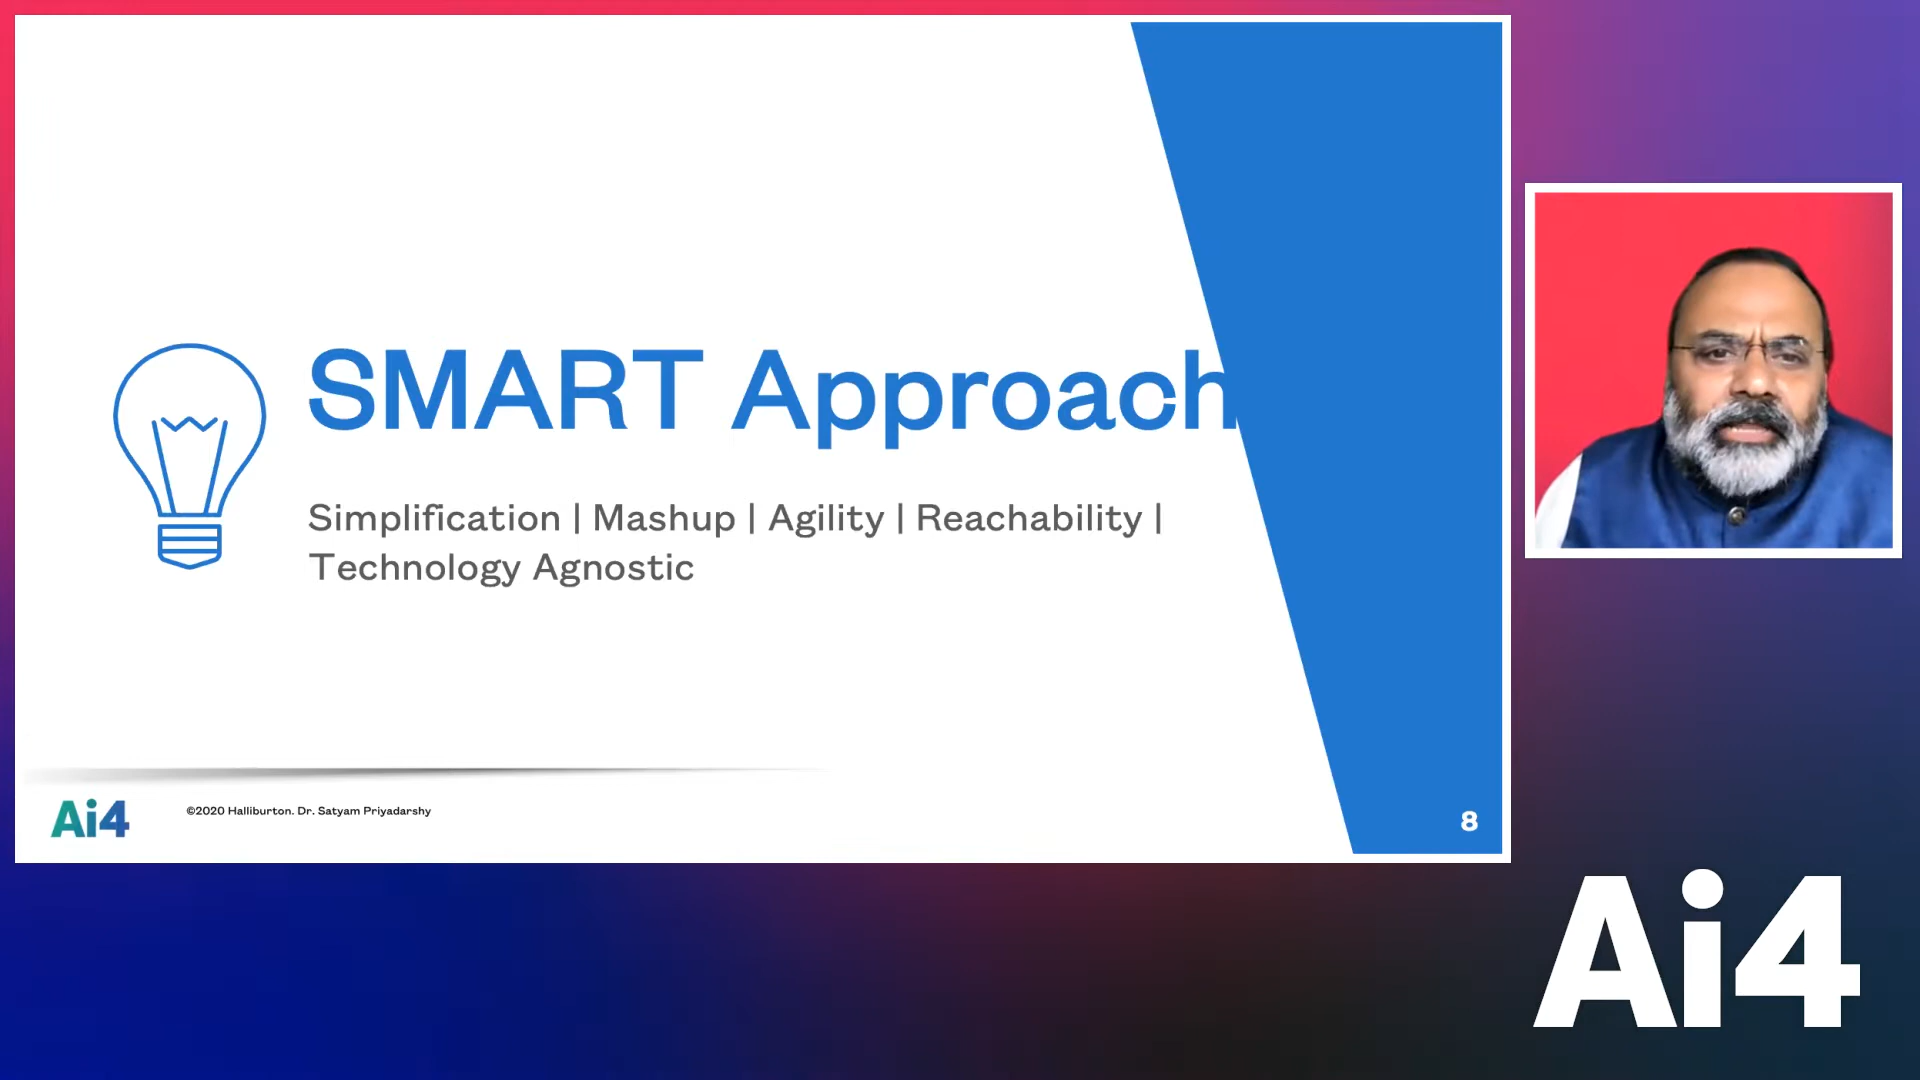 SMART Approach
Simplification | Mashup | Agility | Reachability |
Technology Agnostic
Ai4
©2020 Halliburton. Dr. Satyam Priyadarshy
8
Ai4